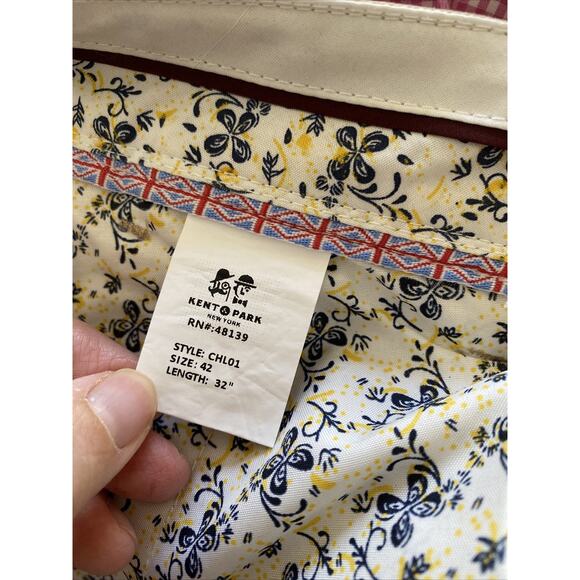 KENT & PARK
NEW YORK
RN#:48139
STYLE: CHL01
SIZE: 42
LENGTH: 32"